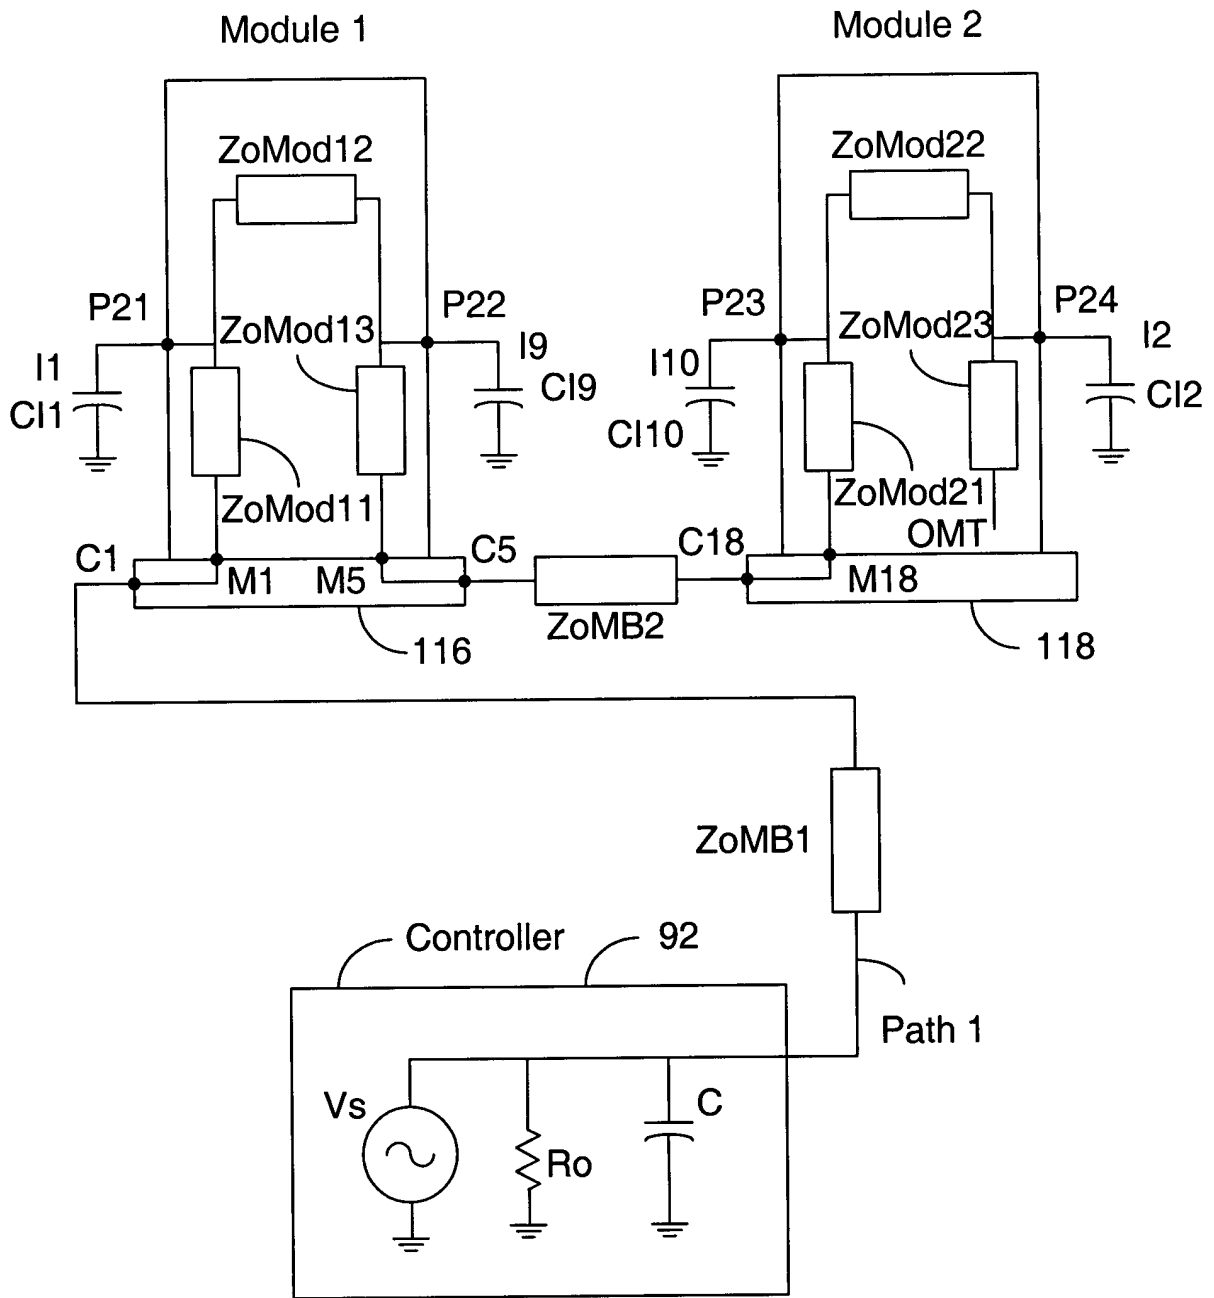 Module 1
Module 2
ZoMod12
ZoMod22
P21
ZoMod13
P22
P23
ZoMod23
P24
I1
CI1
I9
CI9
I10
CI10
I2
CI2
ZoMod11
ZoMod21
OMT
C1
M1
M5
C5
ZoMB2
C18
M18
116
118
ZoMB1
Controller
92
Path 1
Vs
Ro
C